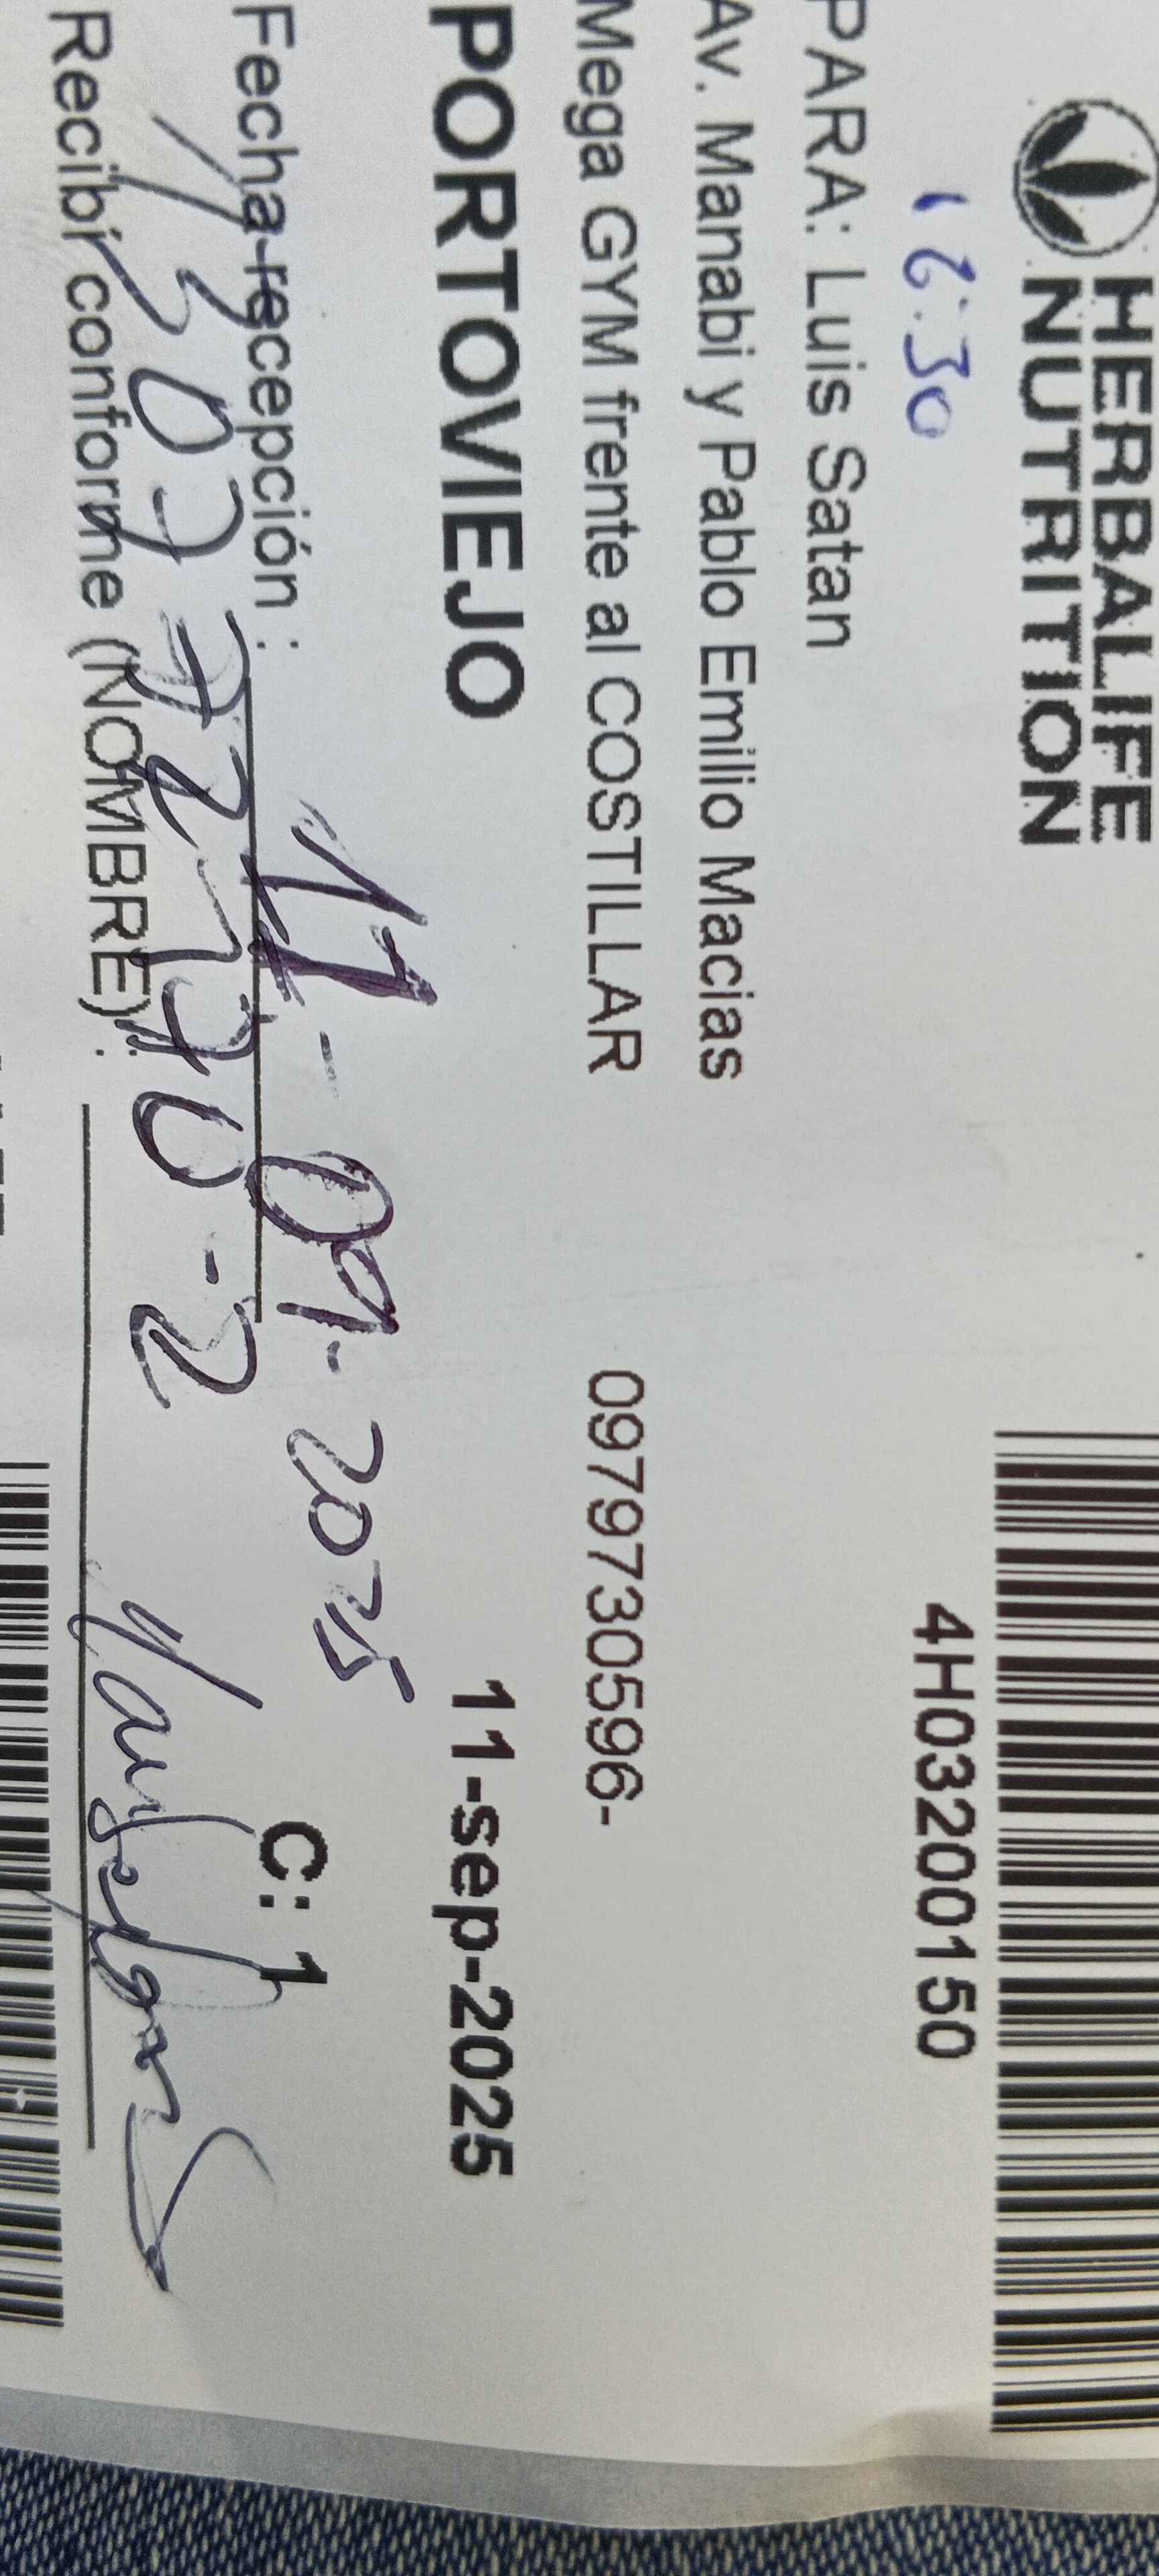 HERBALIFE
NUTRITION
16:30
4H03200150
PARA: Luis Satan
Av. Manabi y Pablo Emilio Macias
Mega GYM frente al COSTILLAR 0979730596-
PORTOVIEJO 11-sep-2025
11-09-2025
Fecha recepción : C: 1
Recibí conforme (NOMBRE) :